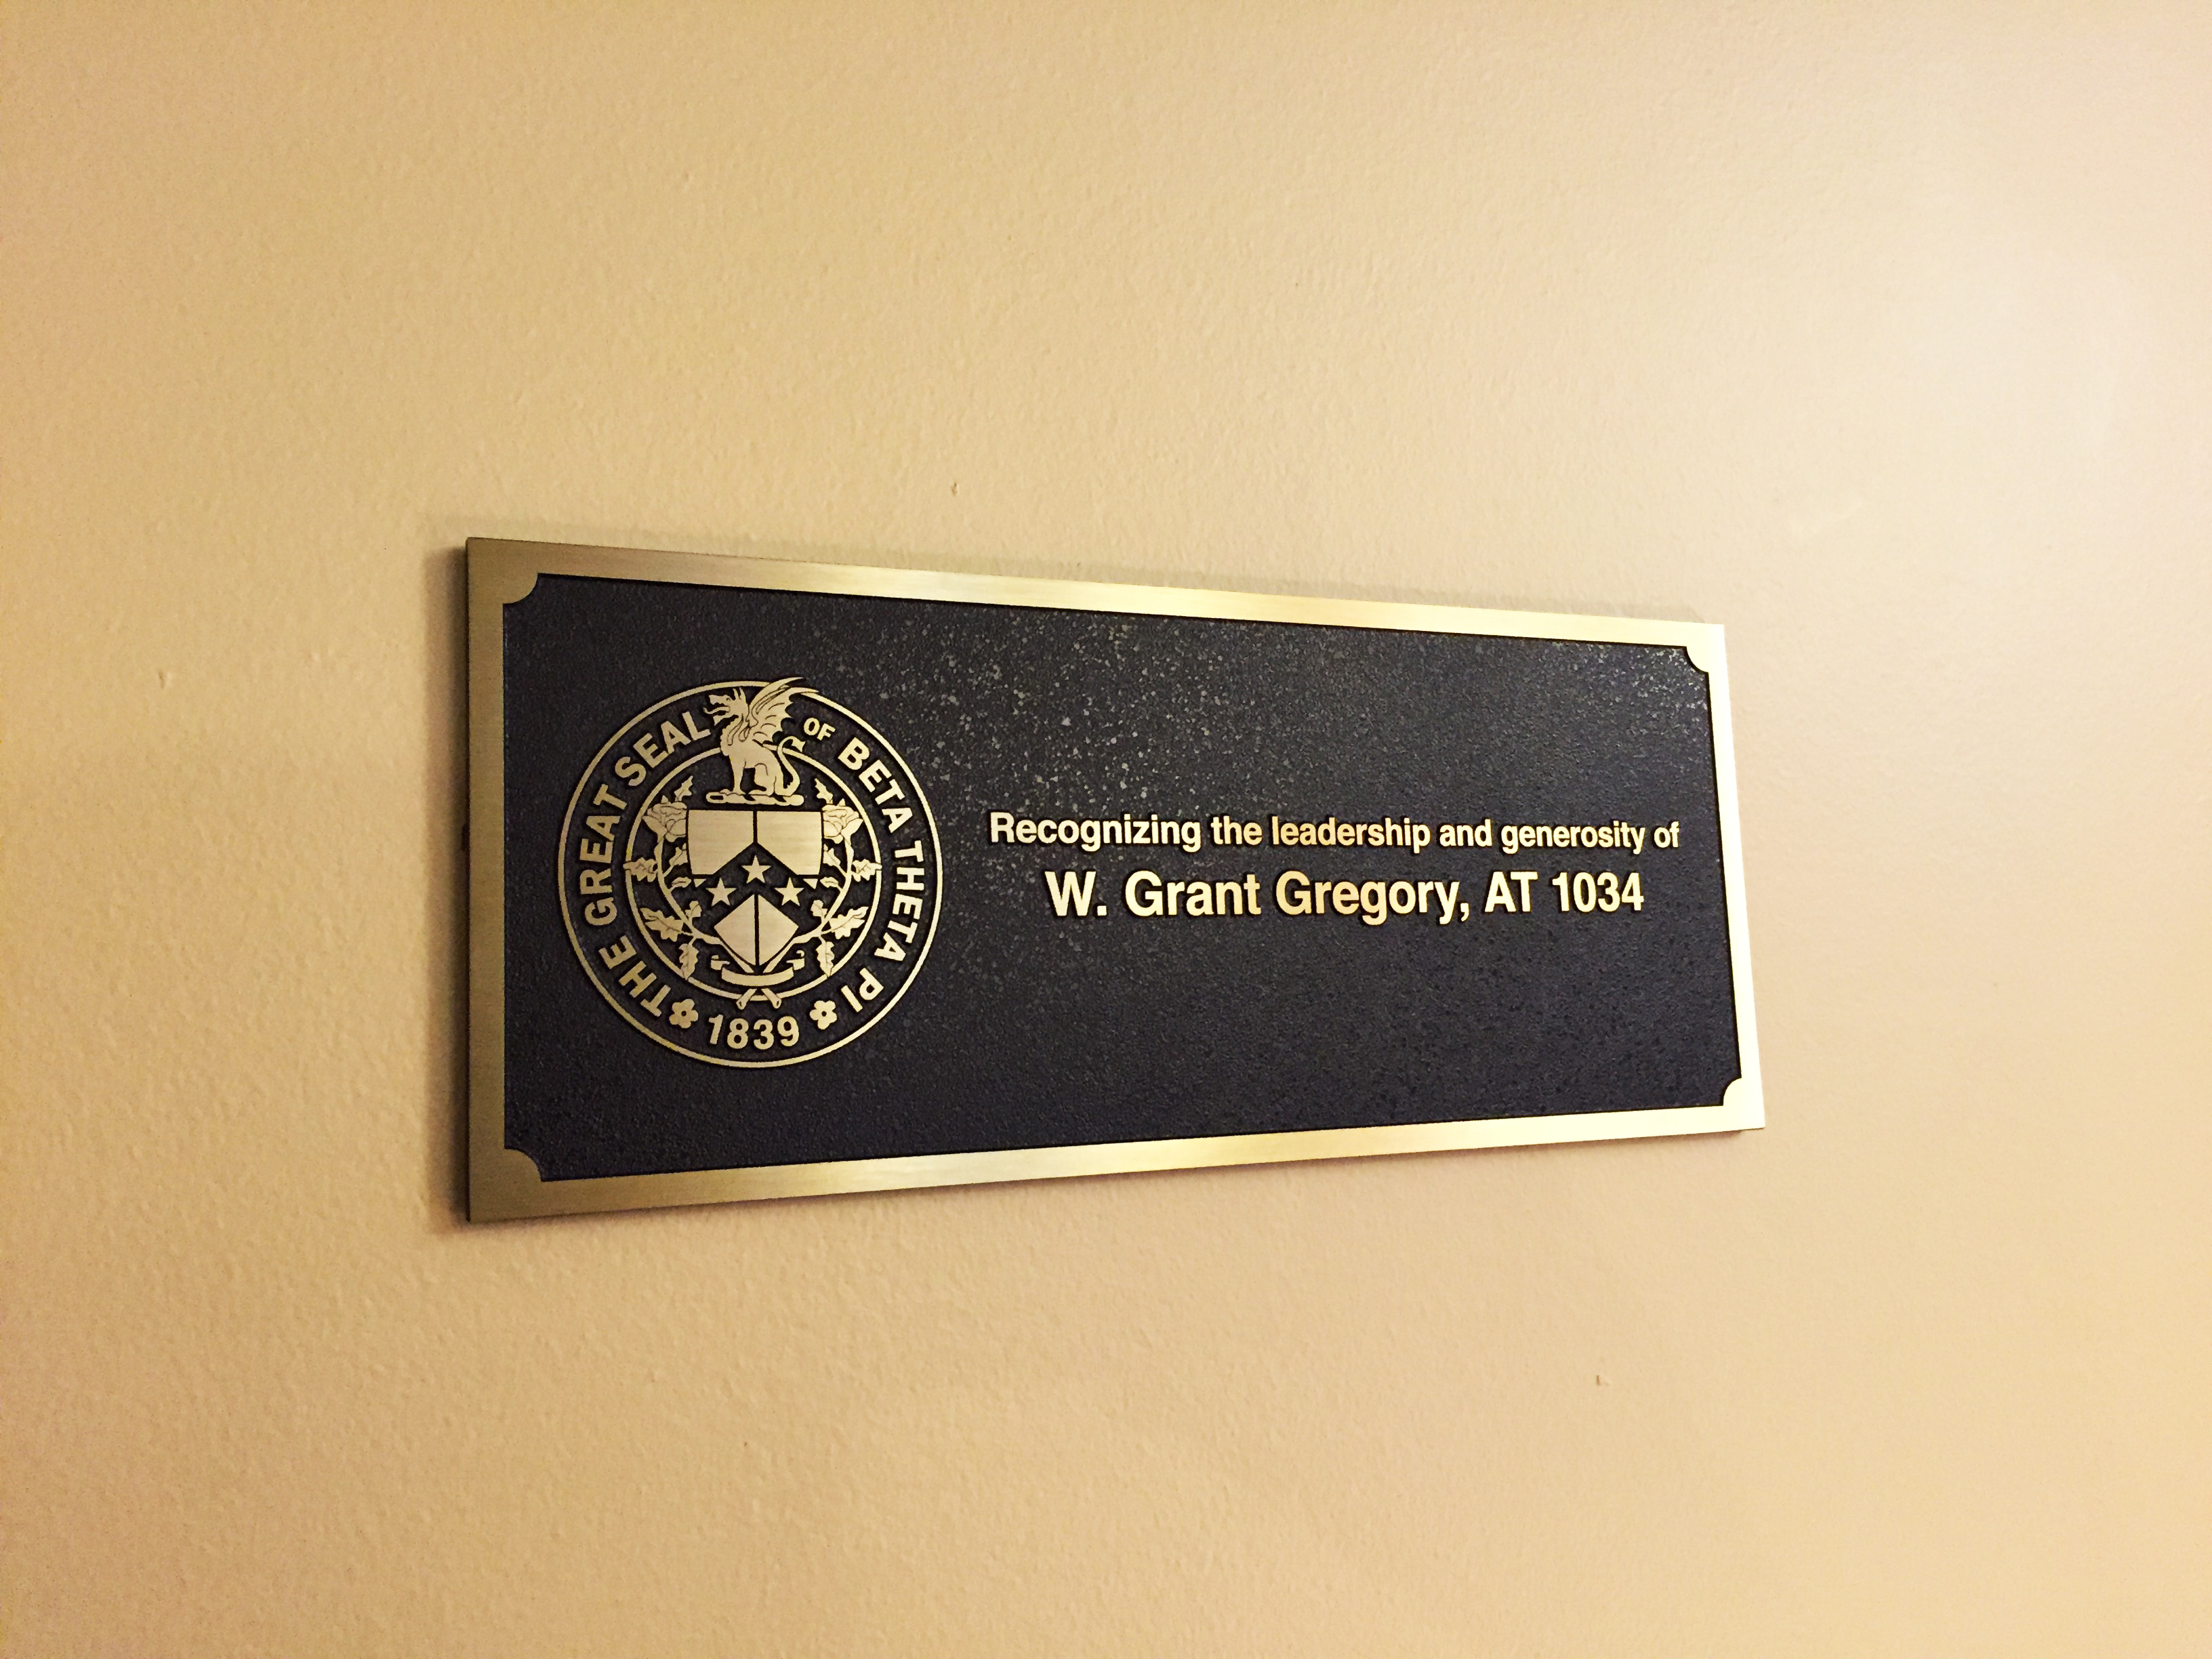 THE GREAT SEAL OF BETA THETA PI
1839
Recognizing the leadership and generosity of
W. Grant Gregory, AT 1034